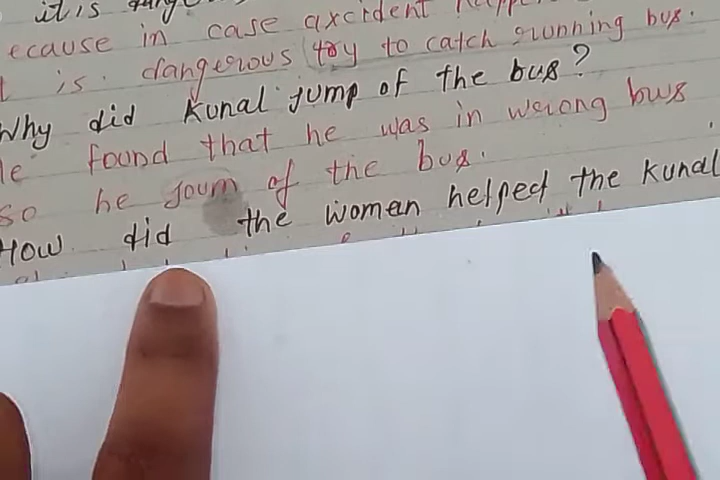 it is
ecause in case axcident
t is. dangerous try to catch running bus.
Why did Kunal jump of the bus?
le found that he was in wrong bus
so he joum of the bus.
How did the women helped the Kunal